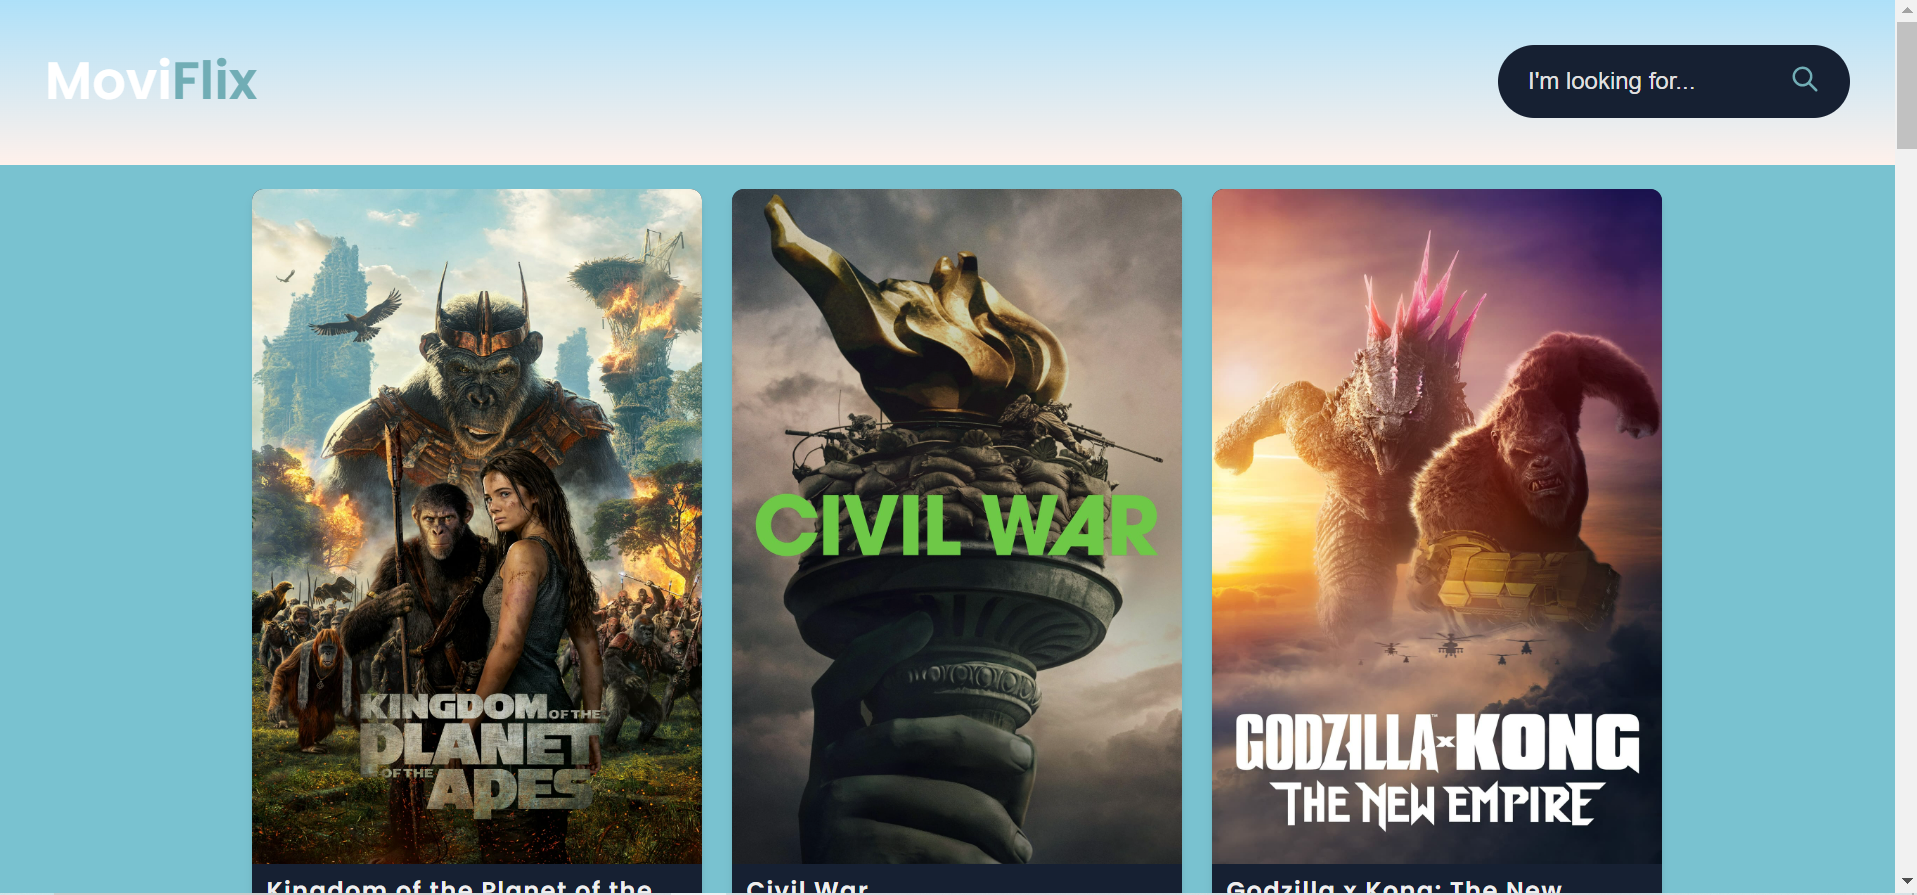 MoviFlix
I'm looking for...
KINGDOM OF THE
PLANET
OF THE APES
CIVIL WAR
GODZILLA x KONG
THE NEW EMPIRE
Kingdom of the Planet of the
Civil War
Godzilla x Kong: The New